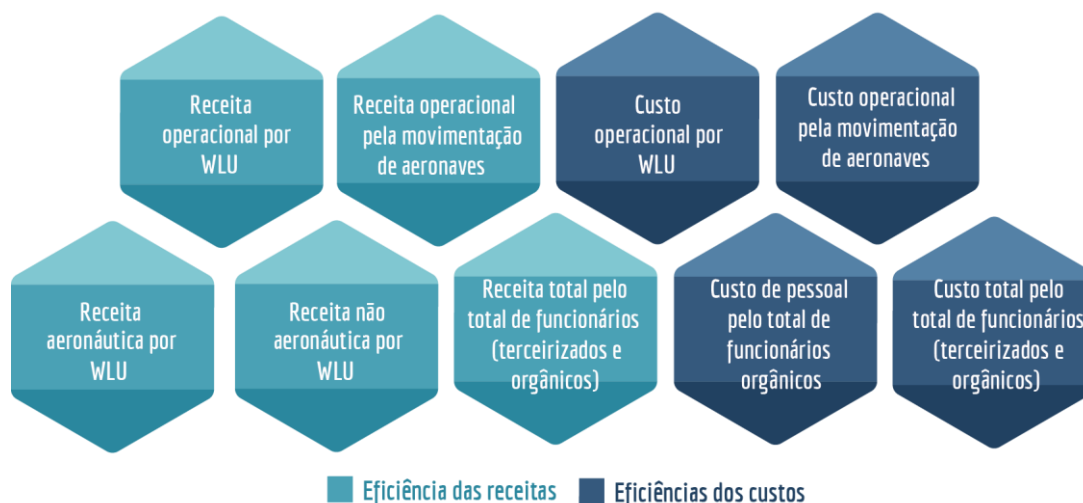 Receita
operacional por
WLU
Receita operacional
pela movimentação
de aeronaves
Custo
operacional por
WLU
Custo operacional
pela movimentação
de aeronaves
Receita
aeronáutica por
WLU
Receita não
aeronáutica por
WLU
Receita total pelo
total de funcionários
(terceirizados e
orgânicos)
Custo de pessoal
pelo total de
funcionários
orgânicos
Custo total pelo
total de funcionários
(terceirizados e
orgânicos)
Eficiência das receitas
Eficiências dos custos